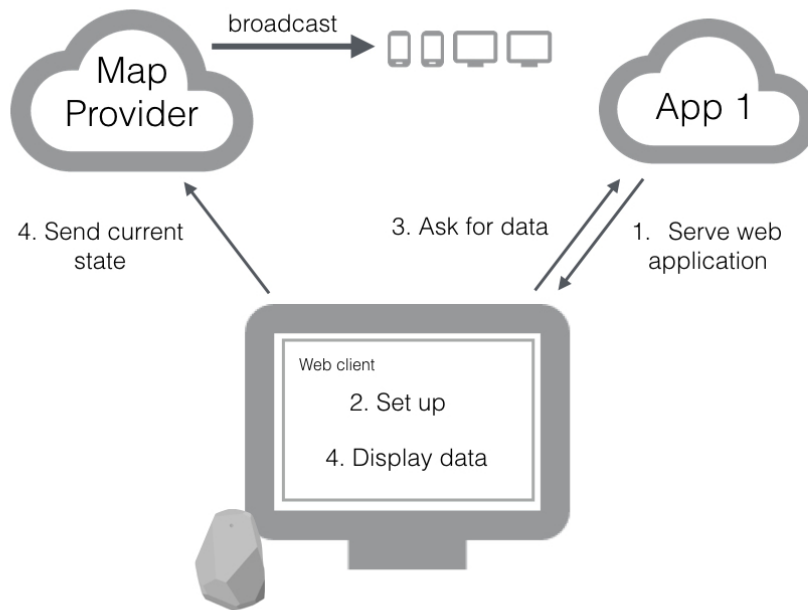 broadcast
Map
Provider
App 1
4. Send current
state
3. Ask for data
1. Serve web
application
Web client
2. Set up
4. Display data